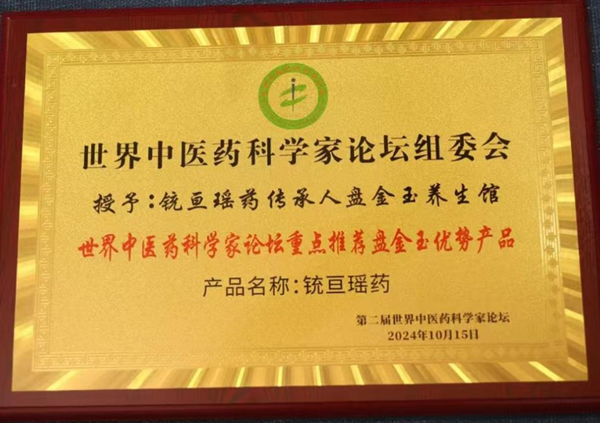 世界中医药科学家论坛组委会
授予：铳亘瑶药传承人盘金玉养生馆
世界中医药科学家论坛重点推荐盘金玉优势产品
产品名称：铳亘瑶药
第二届世界中医药科学家论坛
2024年10月15日